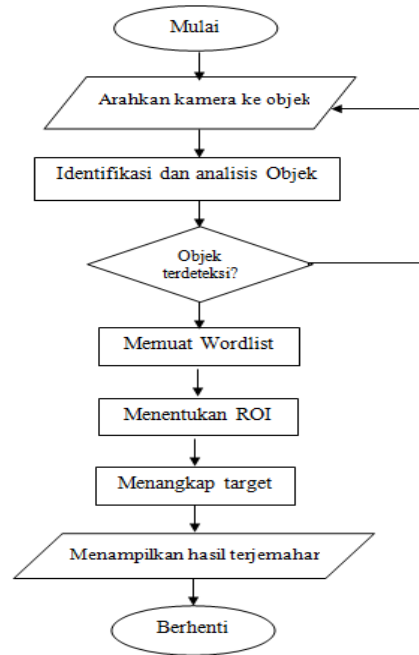 Mulai
Arahkan kamera ke objek
Identifikasi dan analisis Objek
Objek
terdeteksi?
Memuat Wordlist
Menentukan ROI
Menangkap target
Menampilkan hasil terjemahar
Berhenti